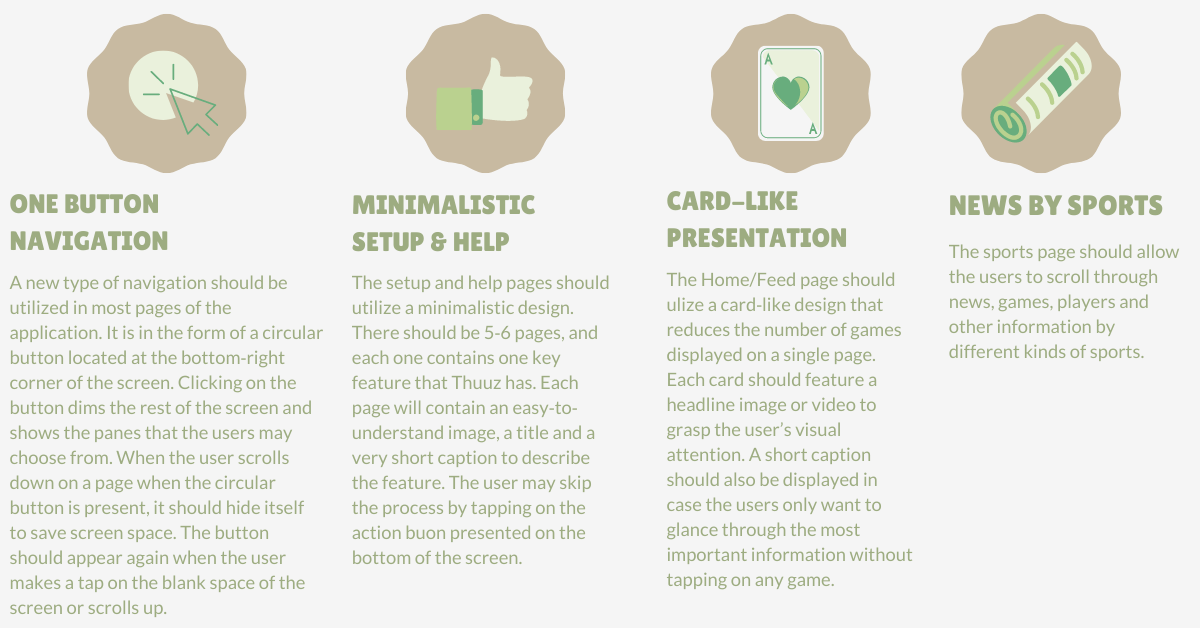 A
A
ONE BUTTON
NAVIGATION
A new type of navigation should be
utilized in most pages of the
application. It is in the form of a circular
button located at the bottom-right
corner of the screen. Clicking on the
button dims the rest of the screen and
shows the panes that the users may
choose from. When the user scrolls
down on a page when the circular
button is present, it should hide itself
to save screen space. The button
should appear again when the user
makes a tap on the blank space of the
screen or scrolls up.
MINIMALISTIC
SETUP & HELP
The setup and help pages should
utilize a minimalistic design.
There should be 5-6 pages, and
each one contains one key
feature that Thuuz has. Each
page will contain an easy-to-
understand image, a title and a
very short caption to describe
the feature. The user may skip
the process by tapping on the
action buon presented on the
bottom of the screen.
CARD-LIKE
PRESENTATION
The Home/Feed page should
ulize a card-like design that
reduces the number of games
displayed on a single page.
Each card should feature a
headline image or video to
grasp the user's visual
attention. A short caption
should also be displayed in
case the users only want to
glance through the most
important information without
tapping on any game.
NEWS BY SPORTS
The sports page should allow
the users to scroll through
news, games, players and
other information by
different kinds of sports.